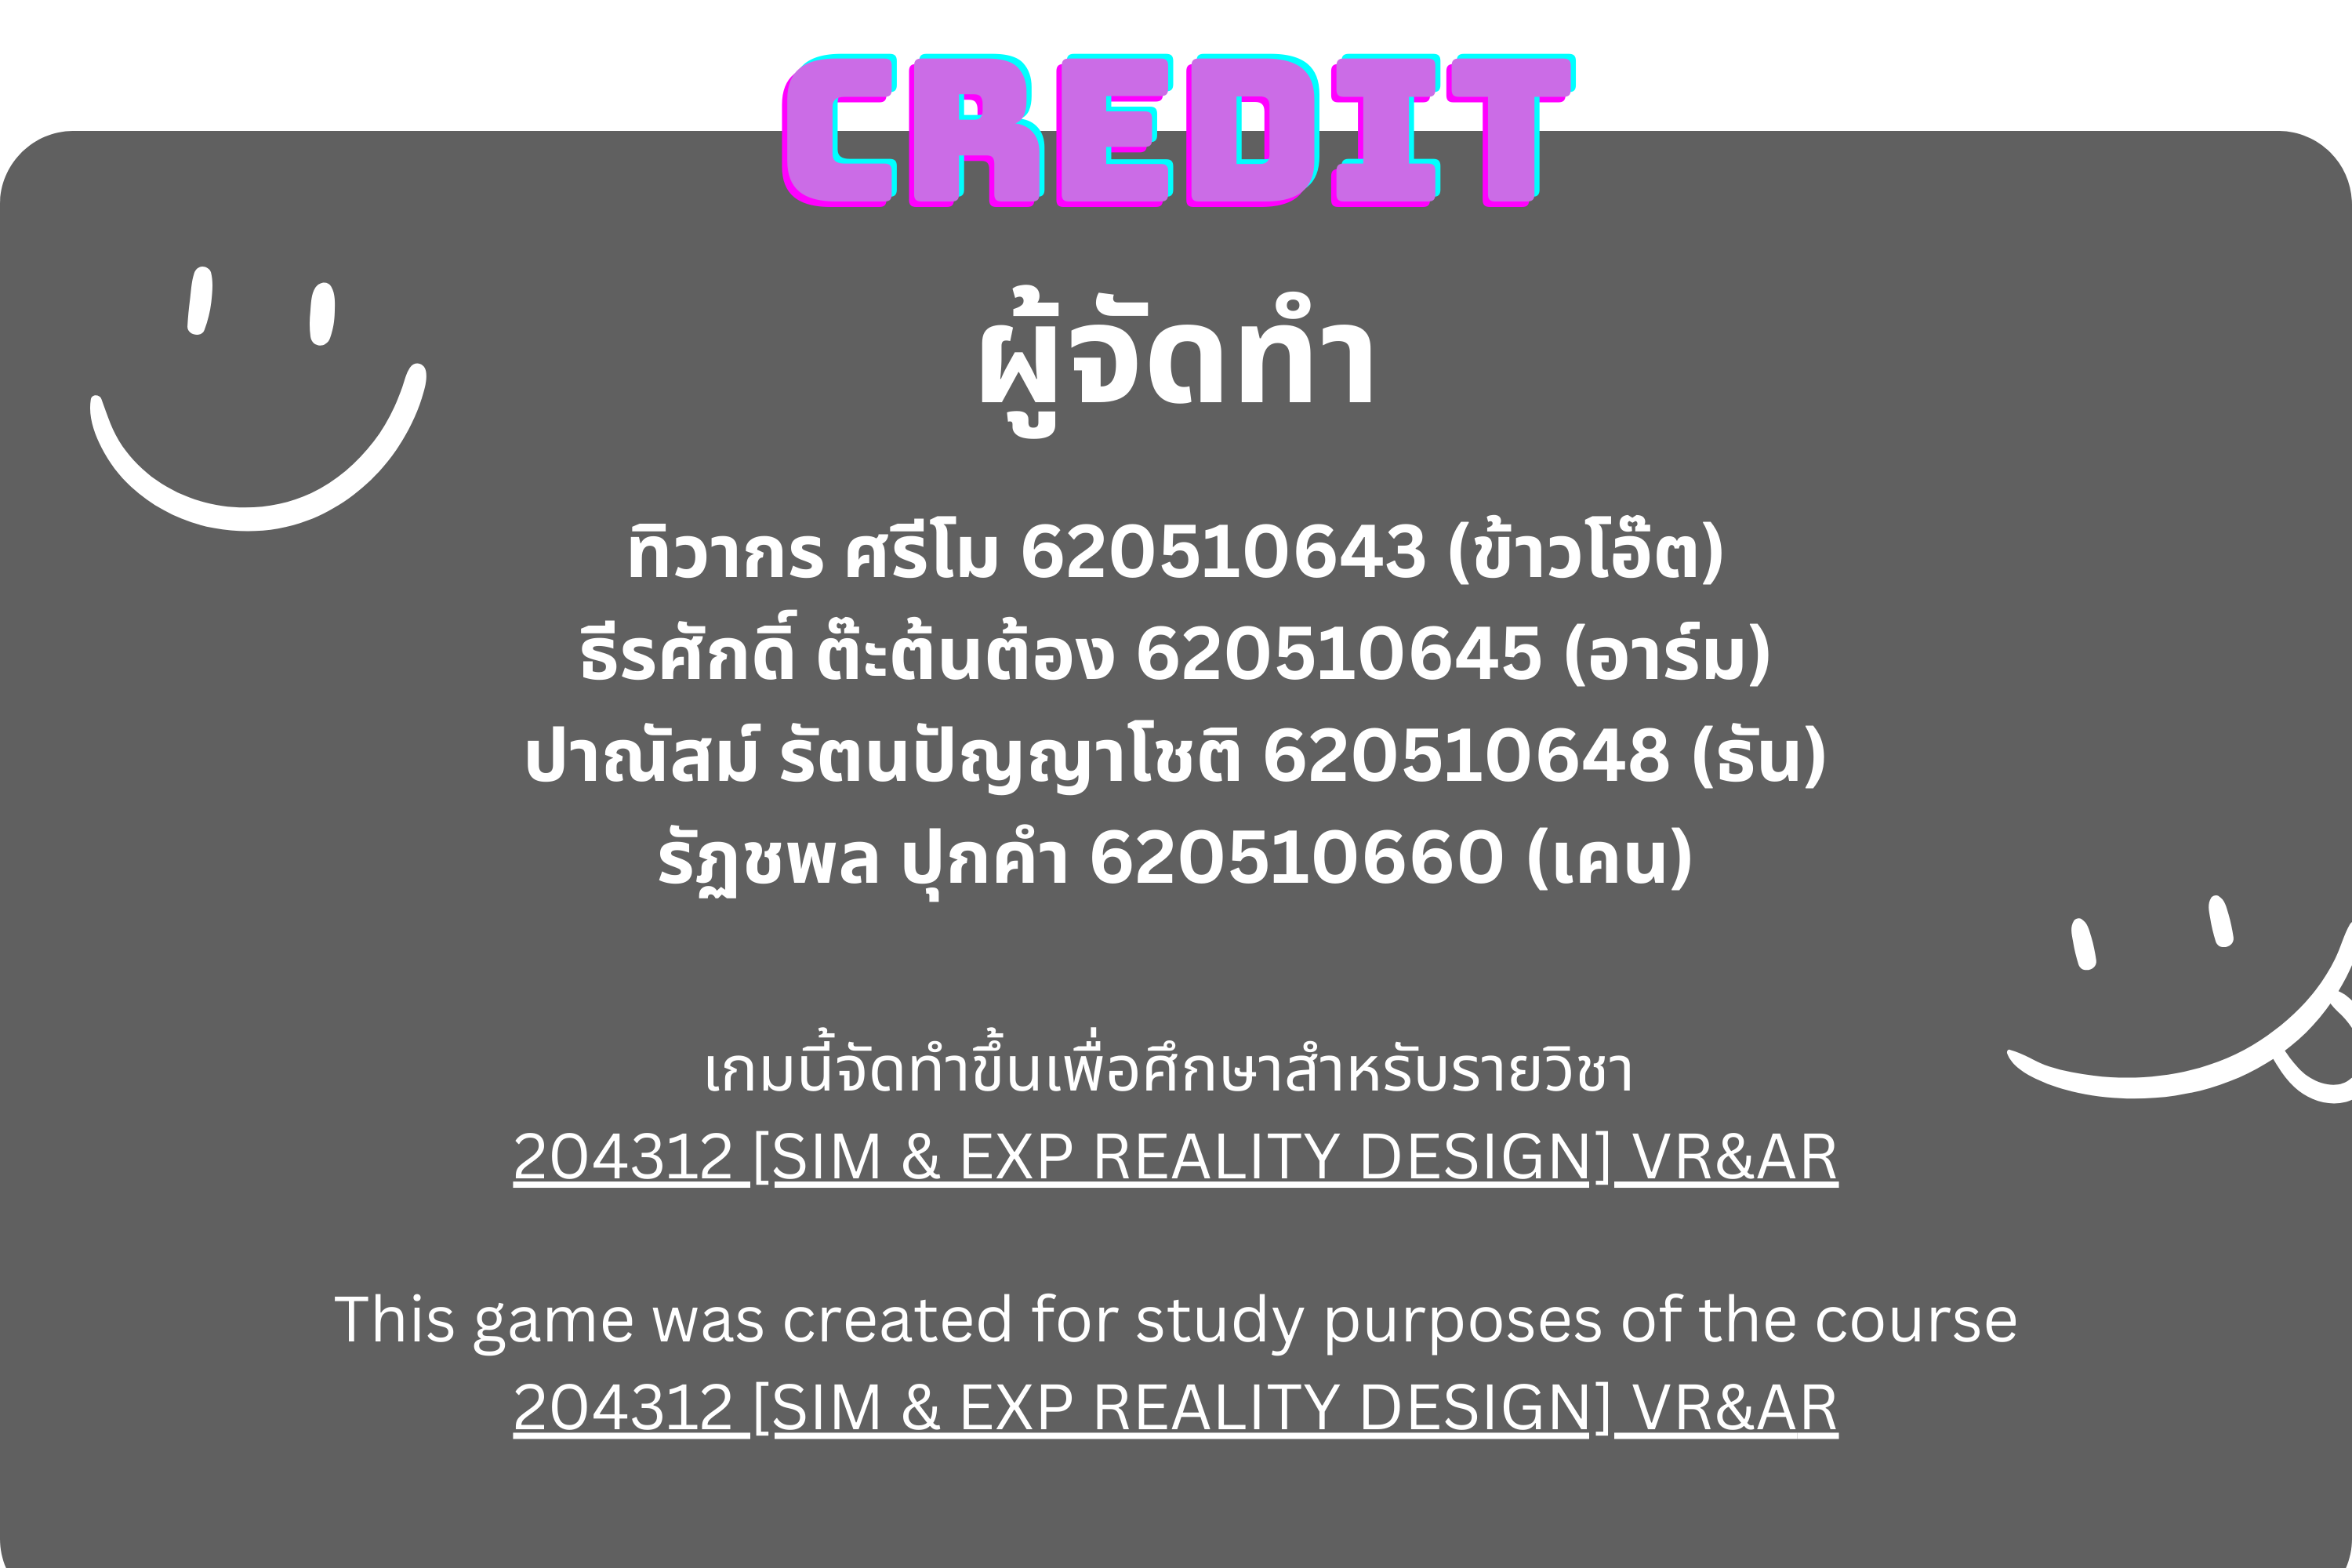 CREDIT
ผู้จัดทำ
ทิวากร ศรีโม 620510643 (ข้าวโอ๊ต)
ธีรศักดิ์ ต๊ะต้นต้อง 620510645 (อาร์ม)
ปาณัสม์ รัตนปัญญาโชติ 620510648 (ธัน)
รัฏฐพล ปุกคำ 620510660 (เกน)
เกมนี้จัดทำขึ้นเพื่อศึกษาสำหรับรายวิชา
204312 [SIM & EXP REALITY DESIGN] VR&AR
This game was created for study purposes of the course
204312 [SIM & EXP REALITY DESIGN] VR&AR